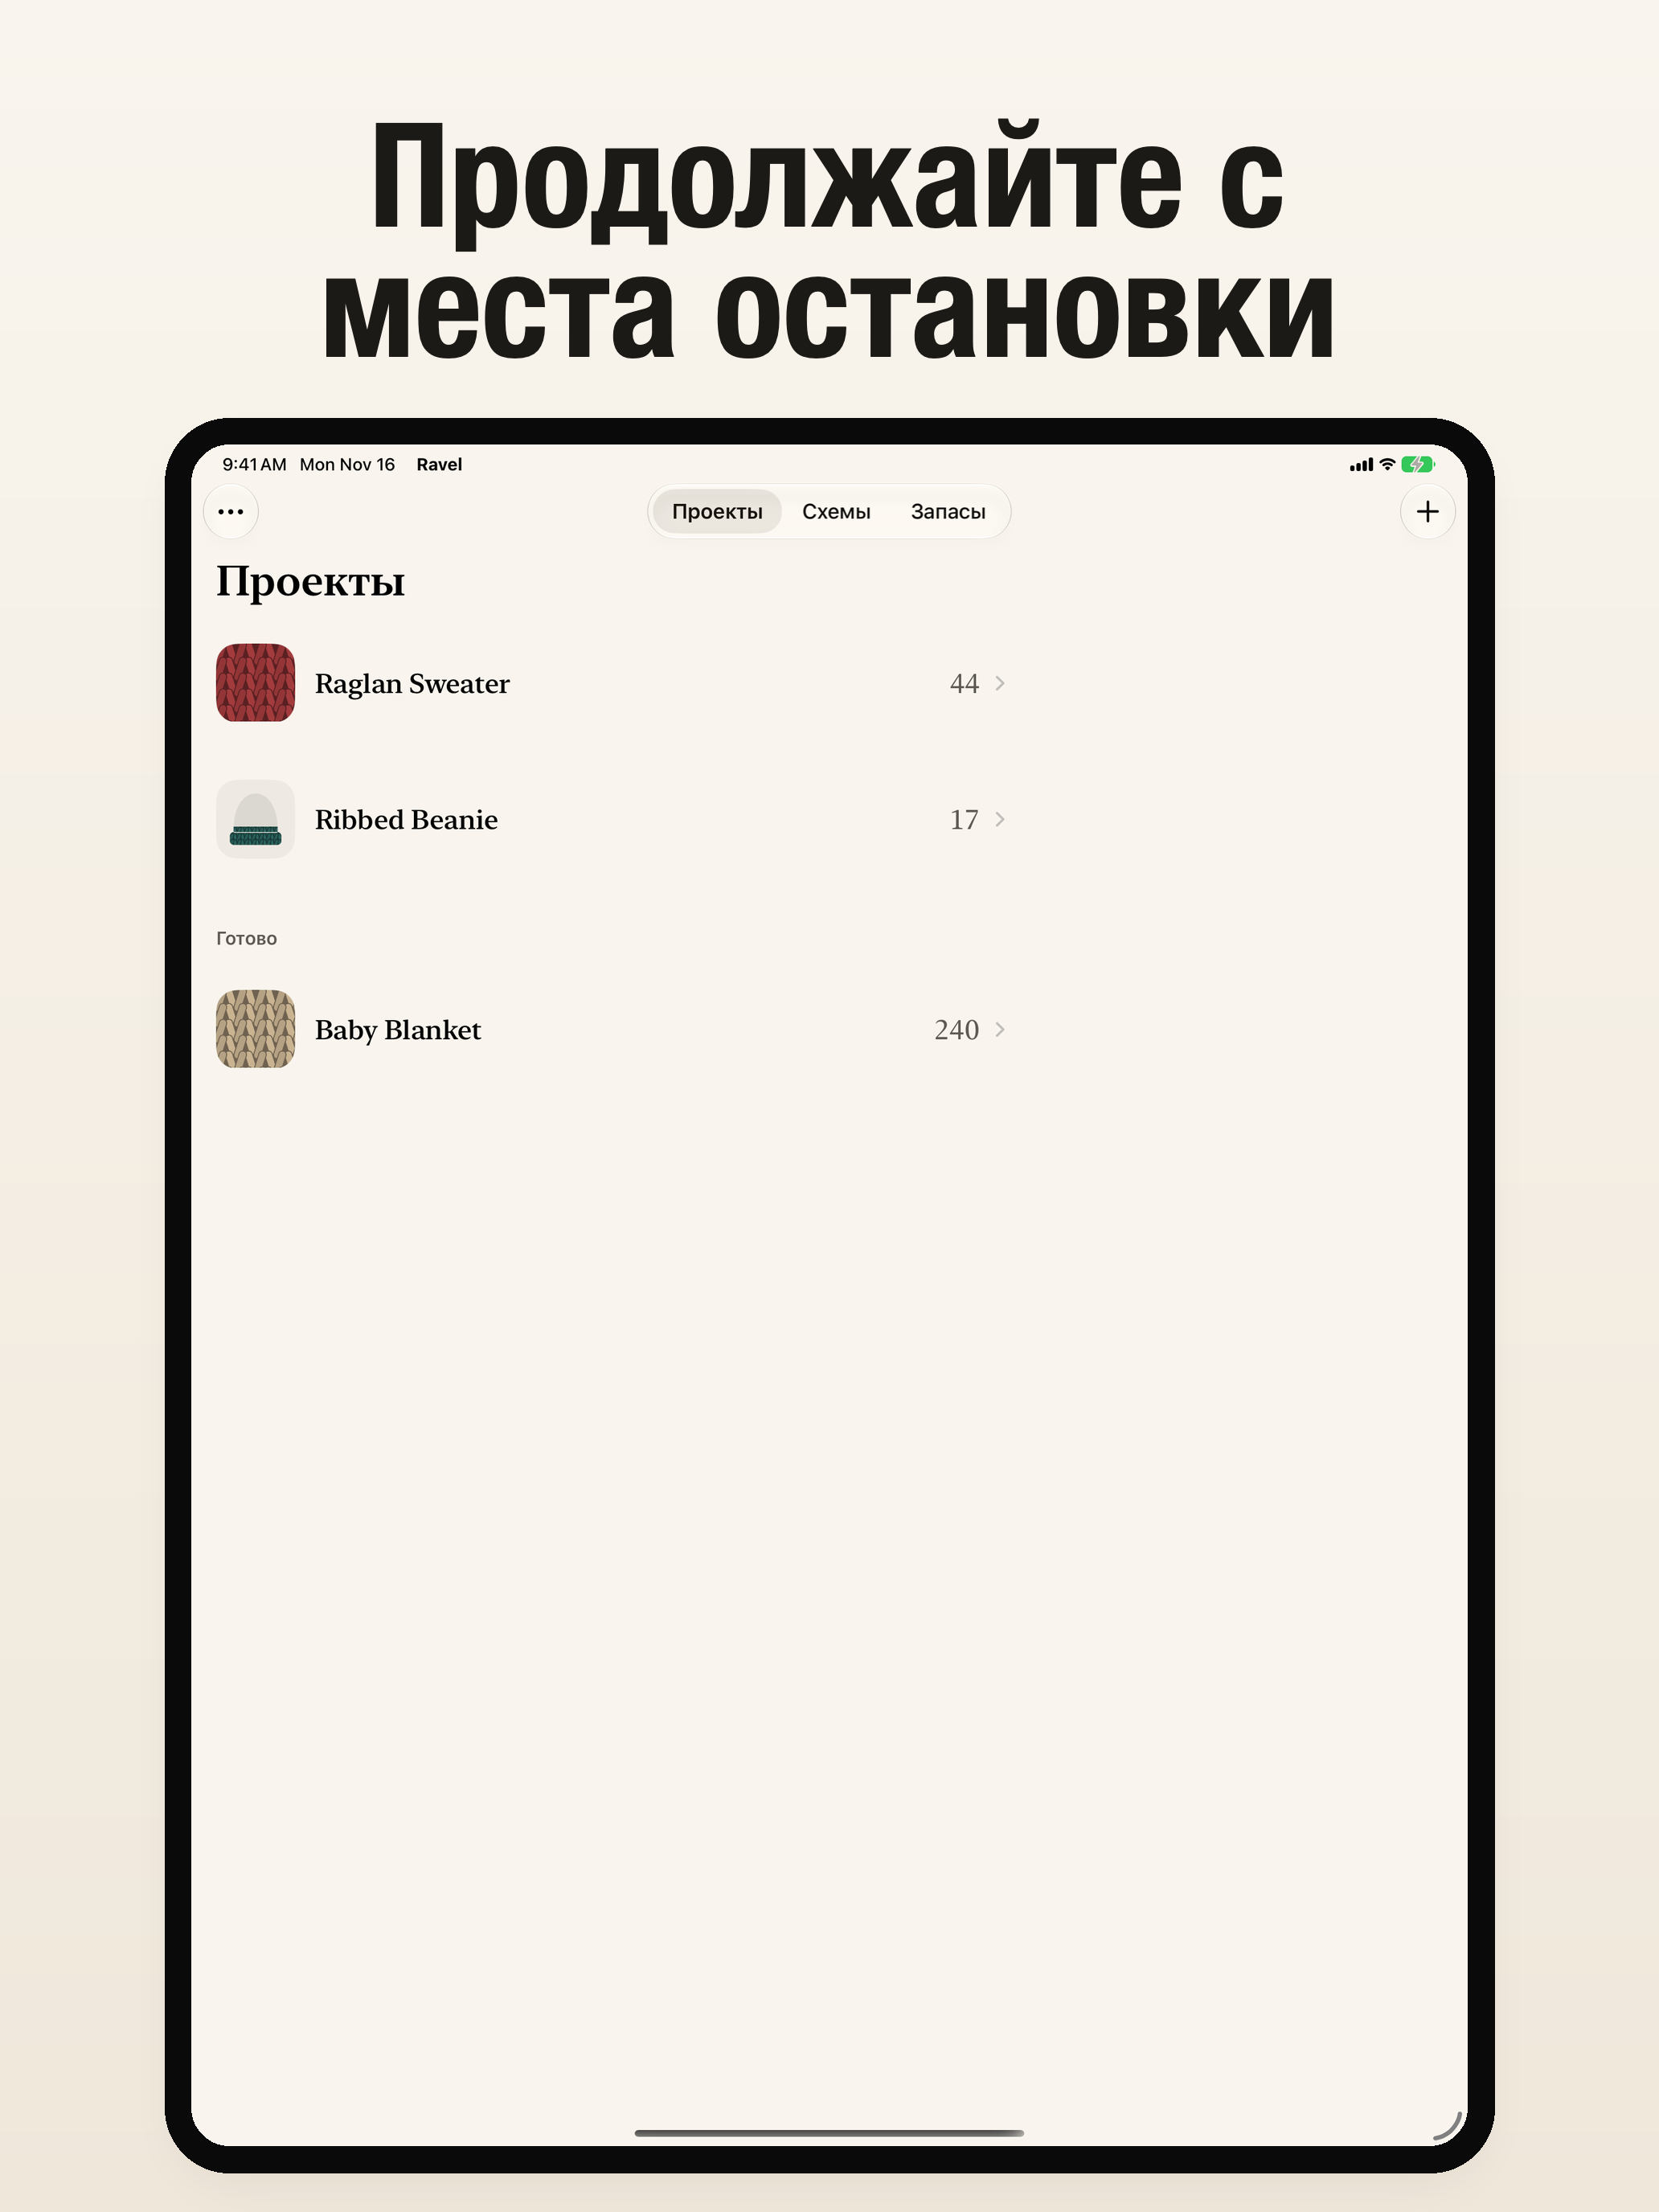 Продолжайте с
места остановки
9:41 AM Mon Nov 16 Ravel
Проекты Схемы Запасы
Проекты
Raglan Sweater 44
Ribbed Beanie 17
Готово
Baby Blanket 240